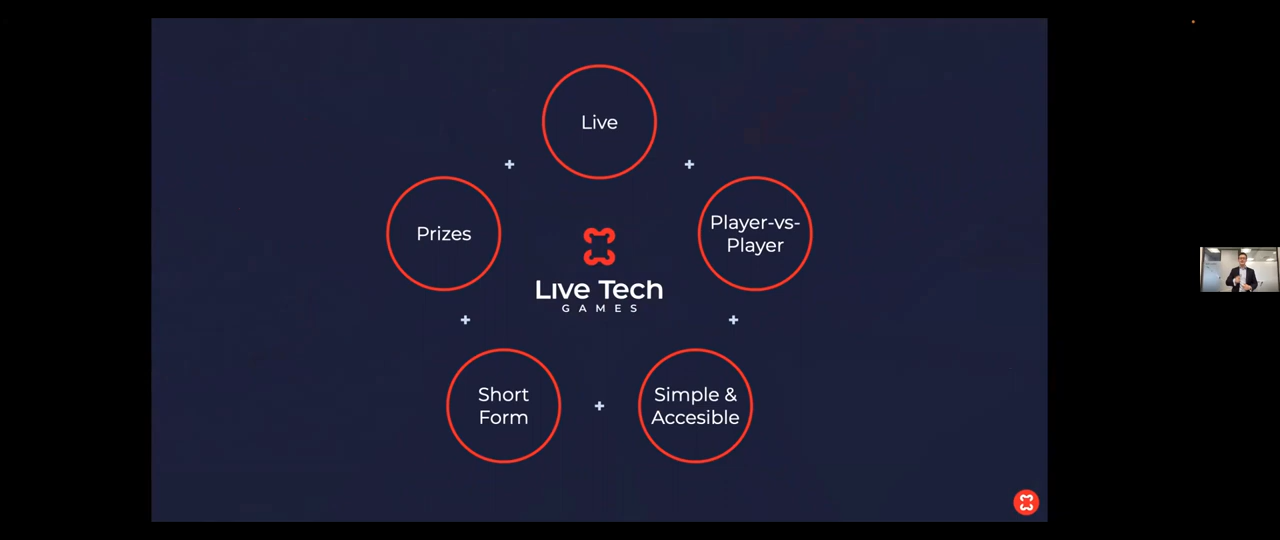 Live
Prizes
Player-vs-
Player
Live Tech
GAMES
Short
Form
Simple &
Accesible